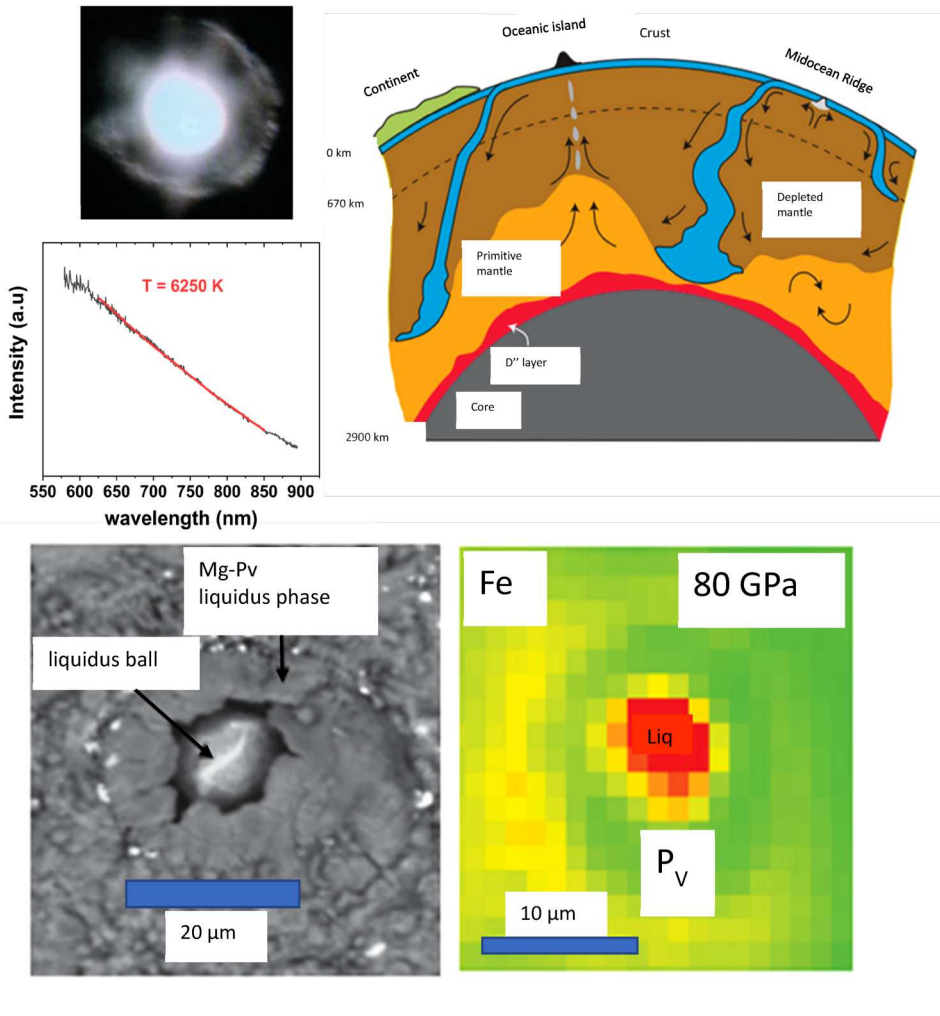 Oceanic island
Crust
Continent
Midocean Ridge
0 km
670 km
Depleted
mantle
Primitive
mantle
D’’ layer
Core
2900 km
T = 6250 K
Intensity (a.u)
550 600 650 700 750 800 850 900
wavelength (nm)
Mg-Pv
liquidus phase
liquidus ball
20 μm
Fe
80 GPa
Liq
PV
10 μm